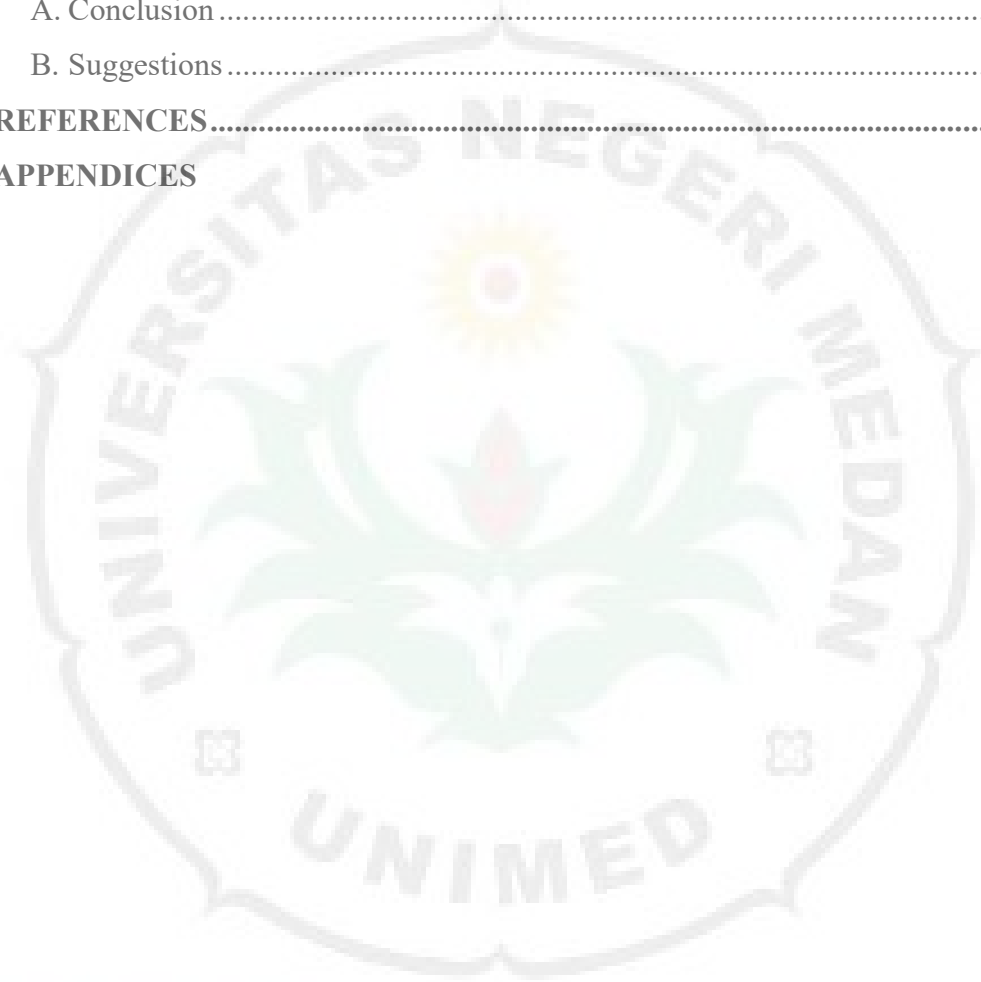 A. Conclusion ........................................................................................................
B. Suggestions ........................................................................................................
REFERENCES ........................................................................................................
APPENDICES
UNIVERSITAS NEGERI MEDAN
UNIMED